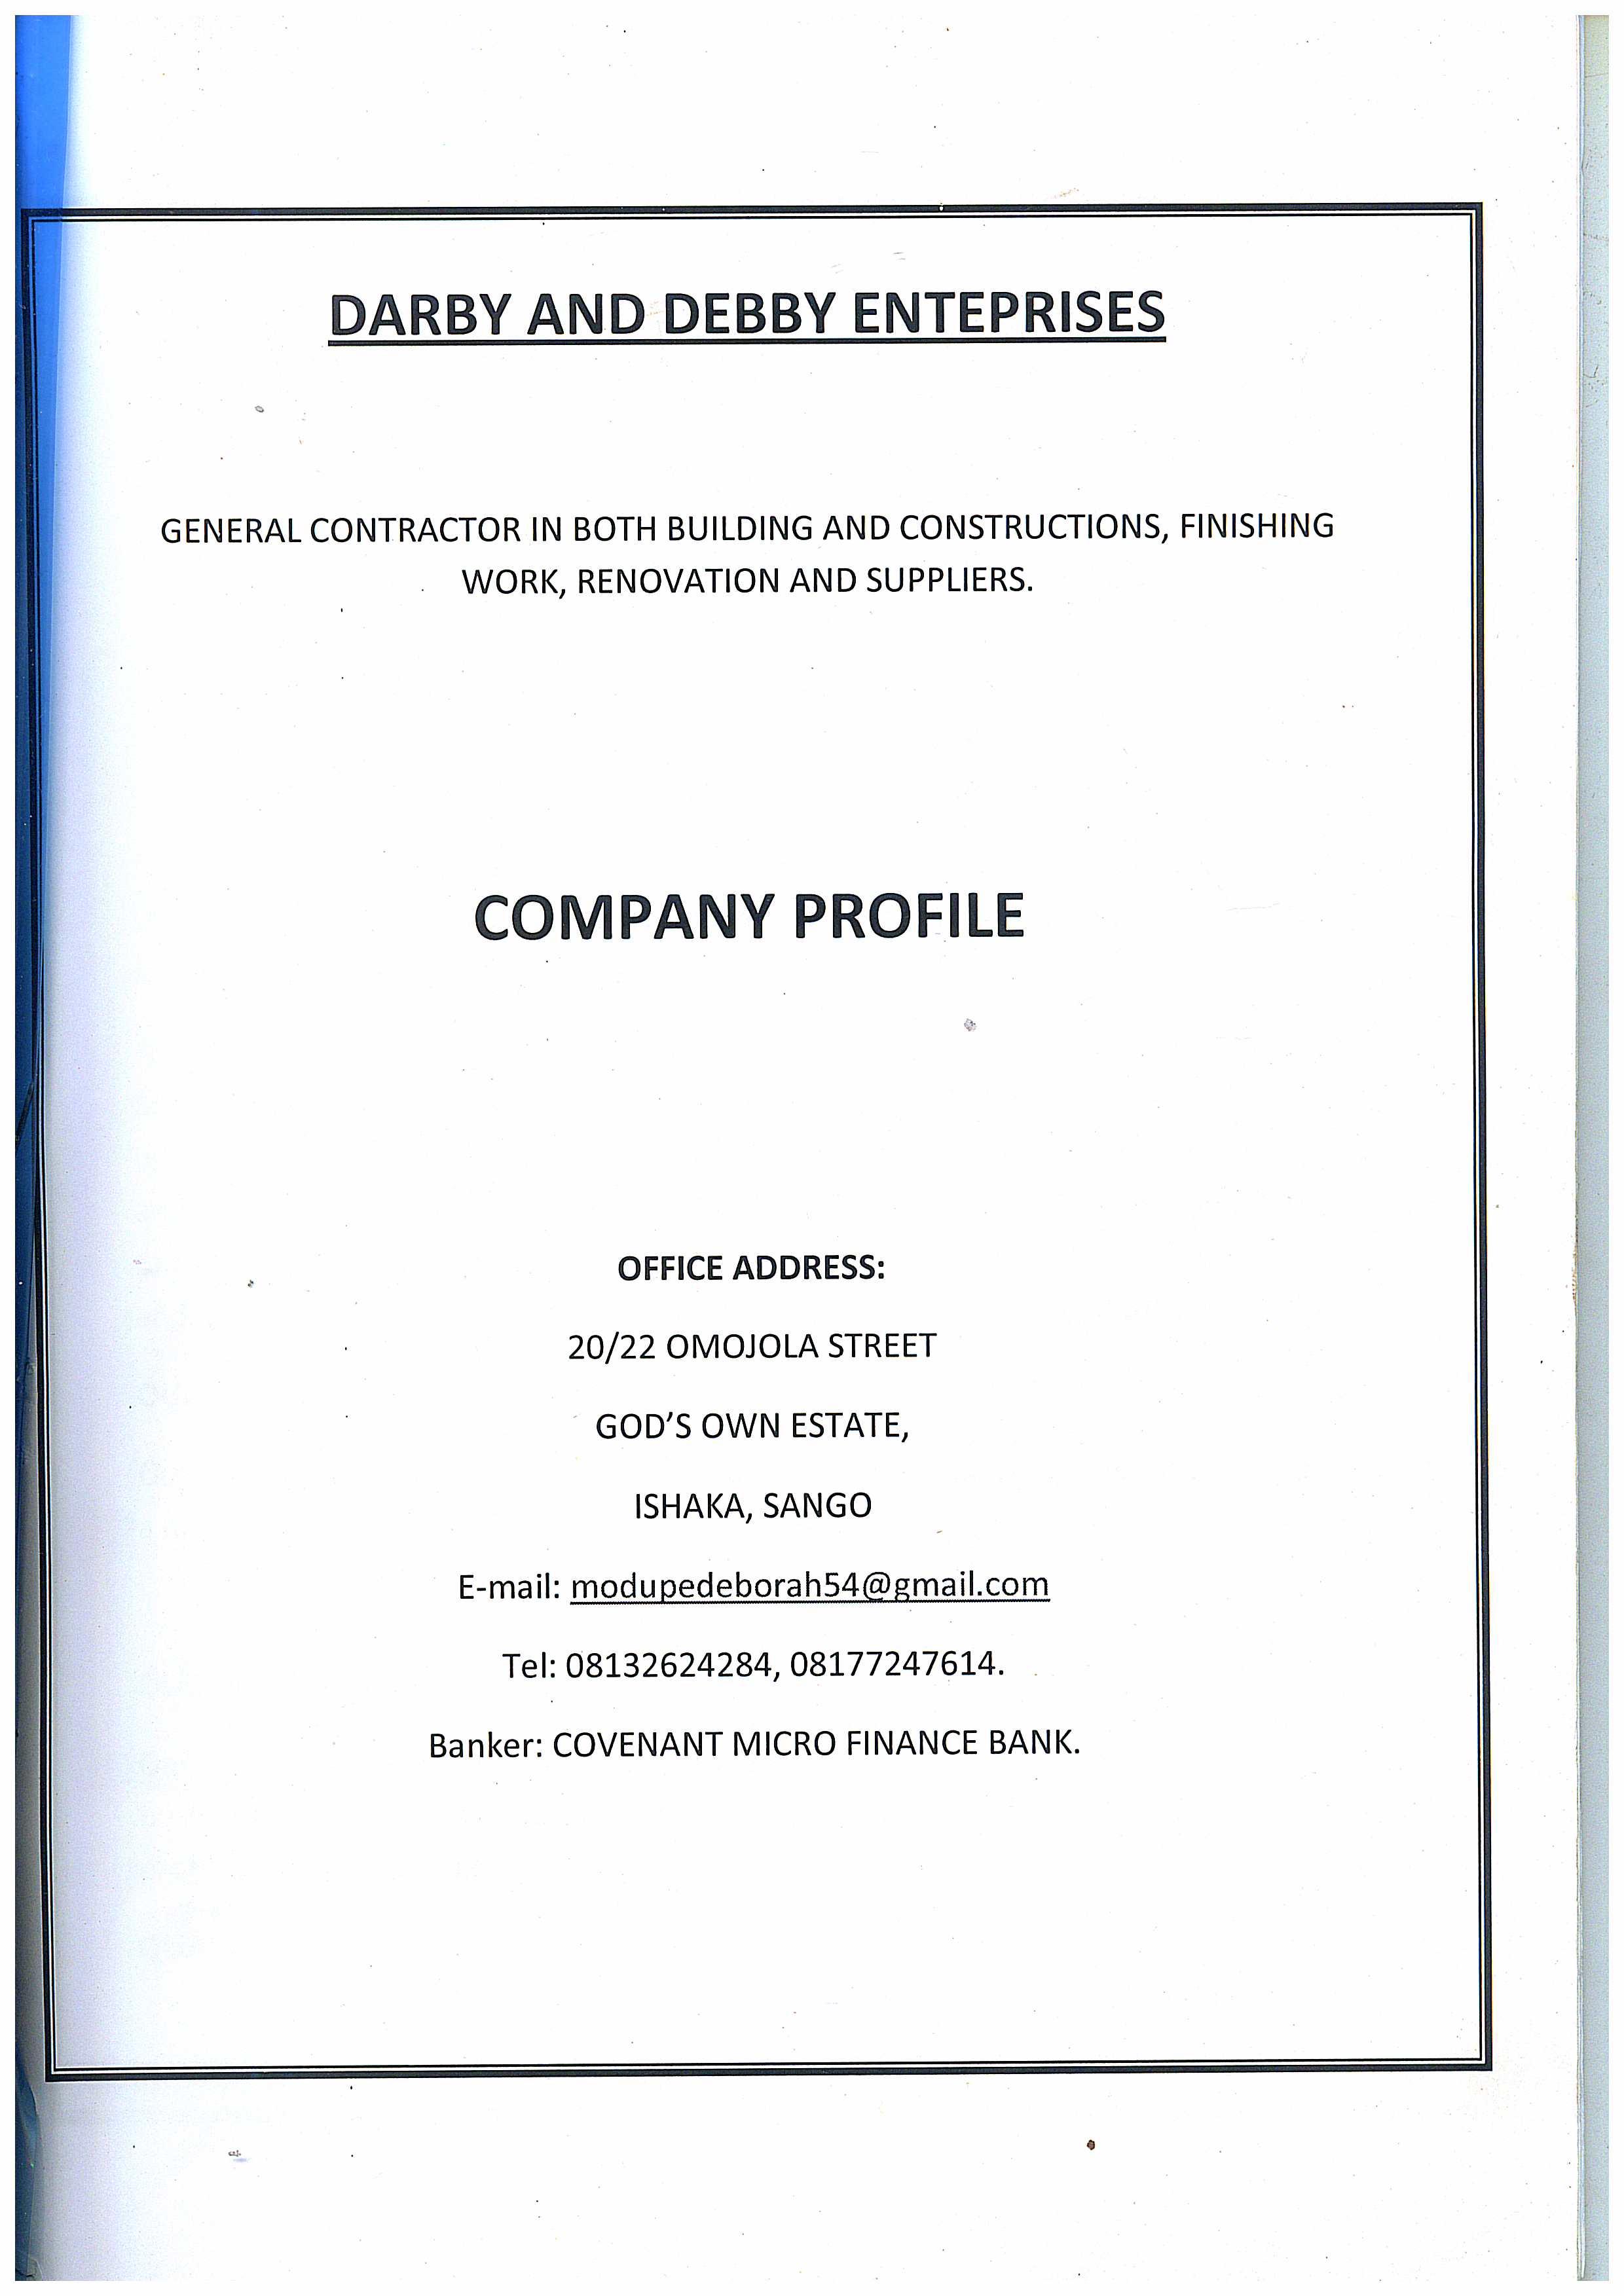 DARBY AND DEBBY ENTEPRISES
GENERAL CONTRACTOR IN BOTH BUILDING AND CONSTRUCTIONS, FINISHING
WORK, RENOVATION AND SUPPLIERS.
COMPANY PROFILE
OFFICE ADDRESS:
20/22 OMOJOLA STREET
GOD’S OWN ESTATE,
ISHAKA, SANGO
E-mail: modupedeborah54@gmail.com
Tel: 08132624284, 08177247614.
Banker: COVENANT MICRO FINANCE BANK.